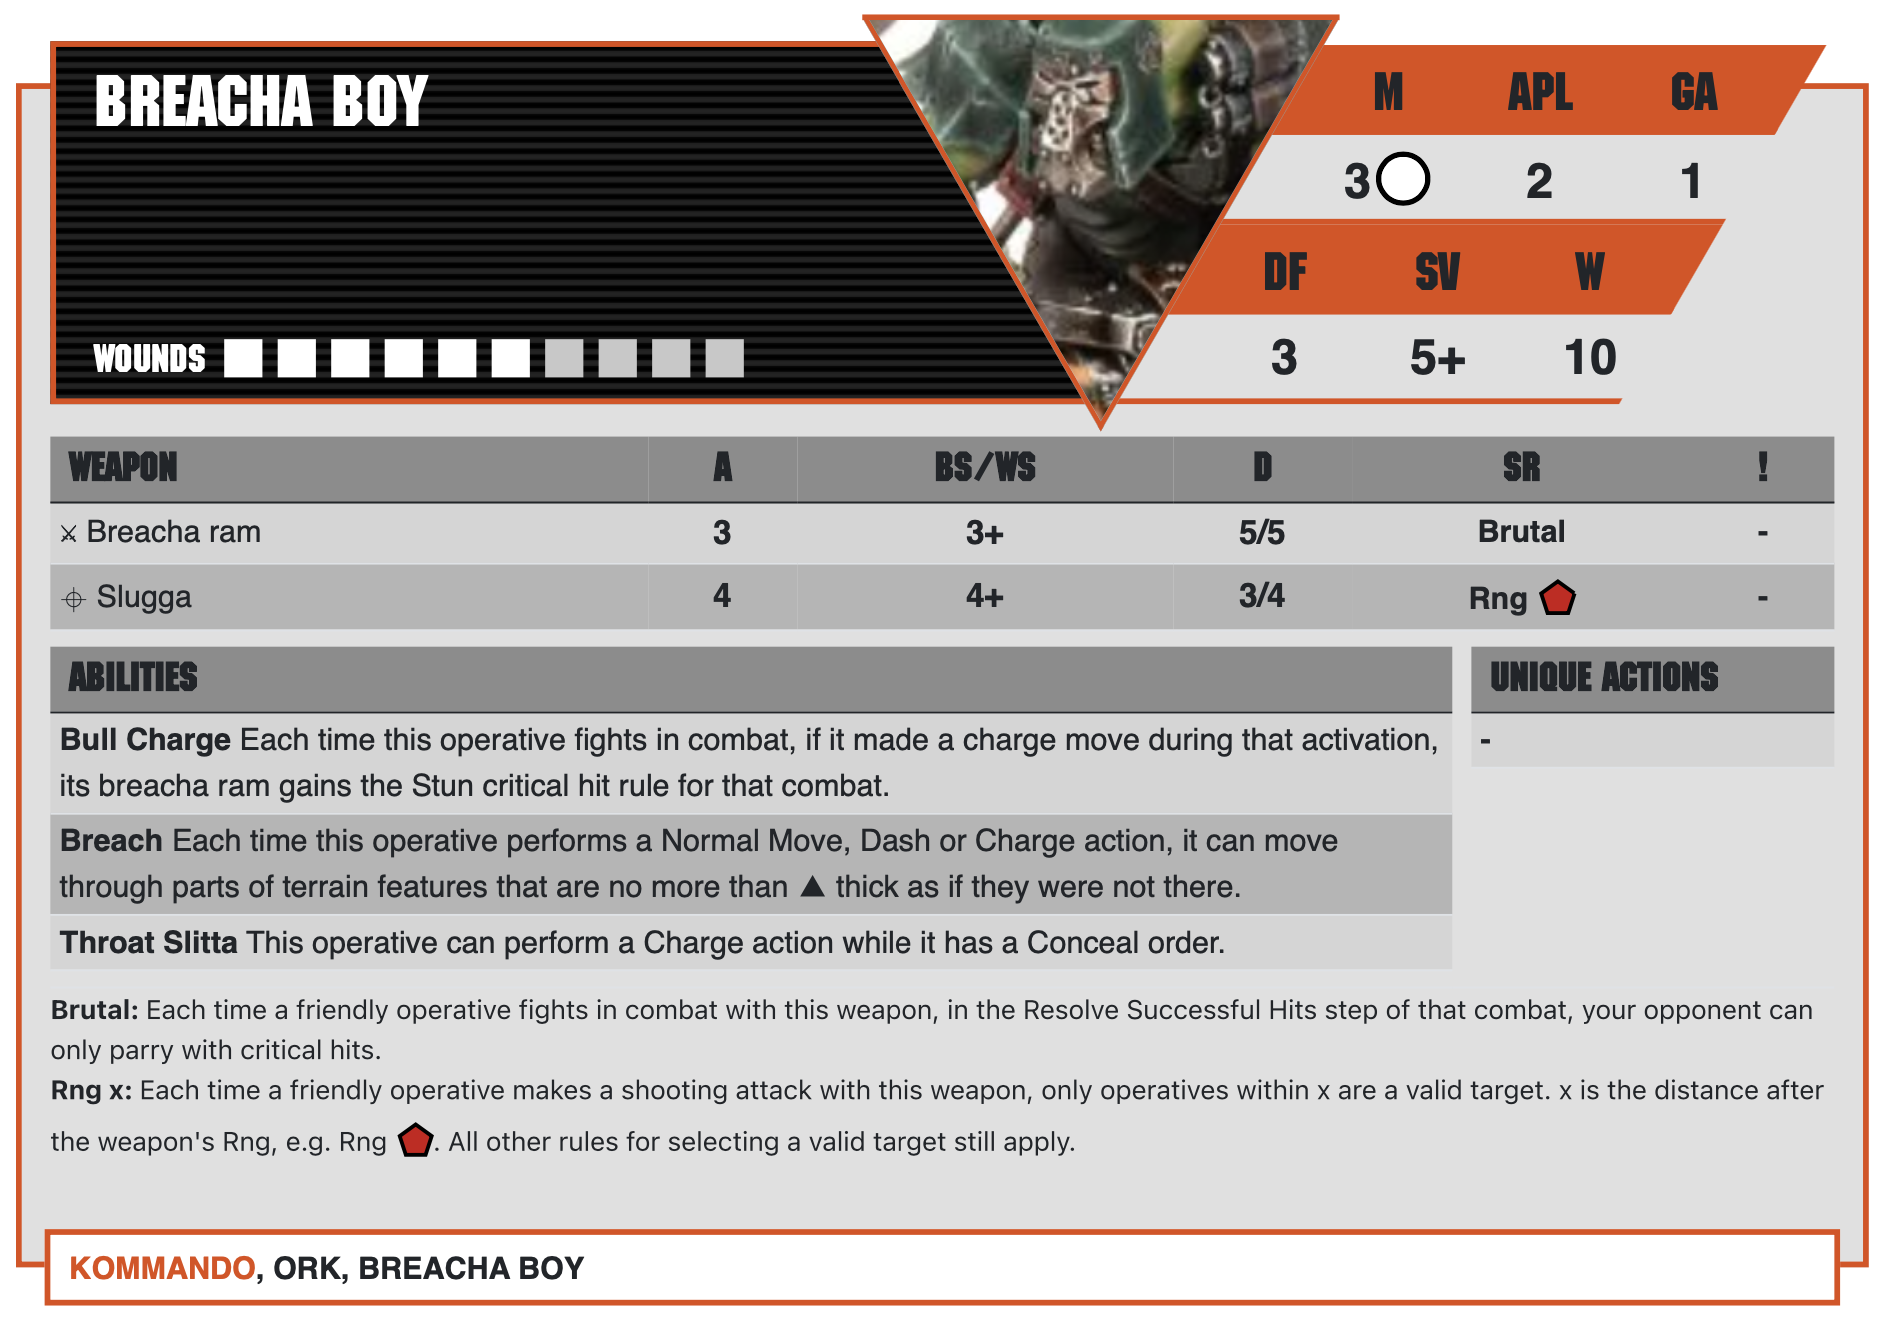 BREACHA BOY
M APL GA
3 2 1
DF SV W
3 5+ 10
WOUNDS
WEAPON A BS/WS D SR !
Breacha ram 3 3+ 5/5 Brutal -
Slugga 4 4+ 3/4 Rng -
ABILITIES
Bull Charge Each time this operative fights in combat, if it made a charge move during that activation,
its breacha ram gains the Stun critical hit rule for that combat.
Breach Each time this operative performs a Normal Move, Dash or Charge action, it can move
through parts of terrain features that are no more than ▲ thick as if they were not there.
Throat Slitta This operative can perform a Charge action while it has a Conceal order.
UNIQUE ACTIONS
-
Brutal: Each time a friendly operative fights in combat with this weapon, in the Resolve Successful Hits step of that combat, your opponent can
only parry with critical hits.
Rng x: Each time a friendly operative makes a shooting attack with this weapon, only operatives within x are a valid target. x is the distance after
the weapon's Rng, e.g. Rng . All other rules for selecting a valid target still apply.
KOMMANDO, ORK, BREACHA BOY